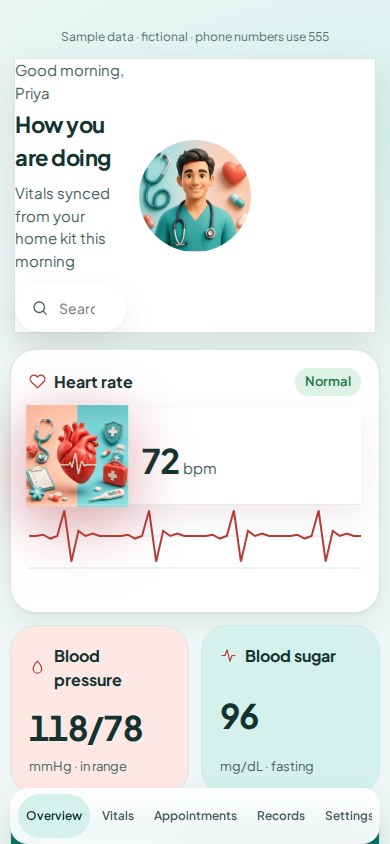 Sample data · fictional · phone numbers use 555
Good morning,
Priya
How you
are doing
Vitals synced
from your
home kit this
morning
Searc
Heart rate
Normal
72 bpm
Blood
pressure
118/78
mmHg · in range
Blood sugar
96
mg/dL · fasting
Overview Vitals Appointments Records Settings